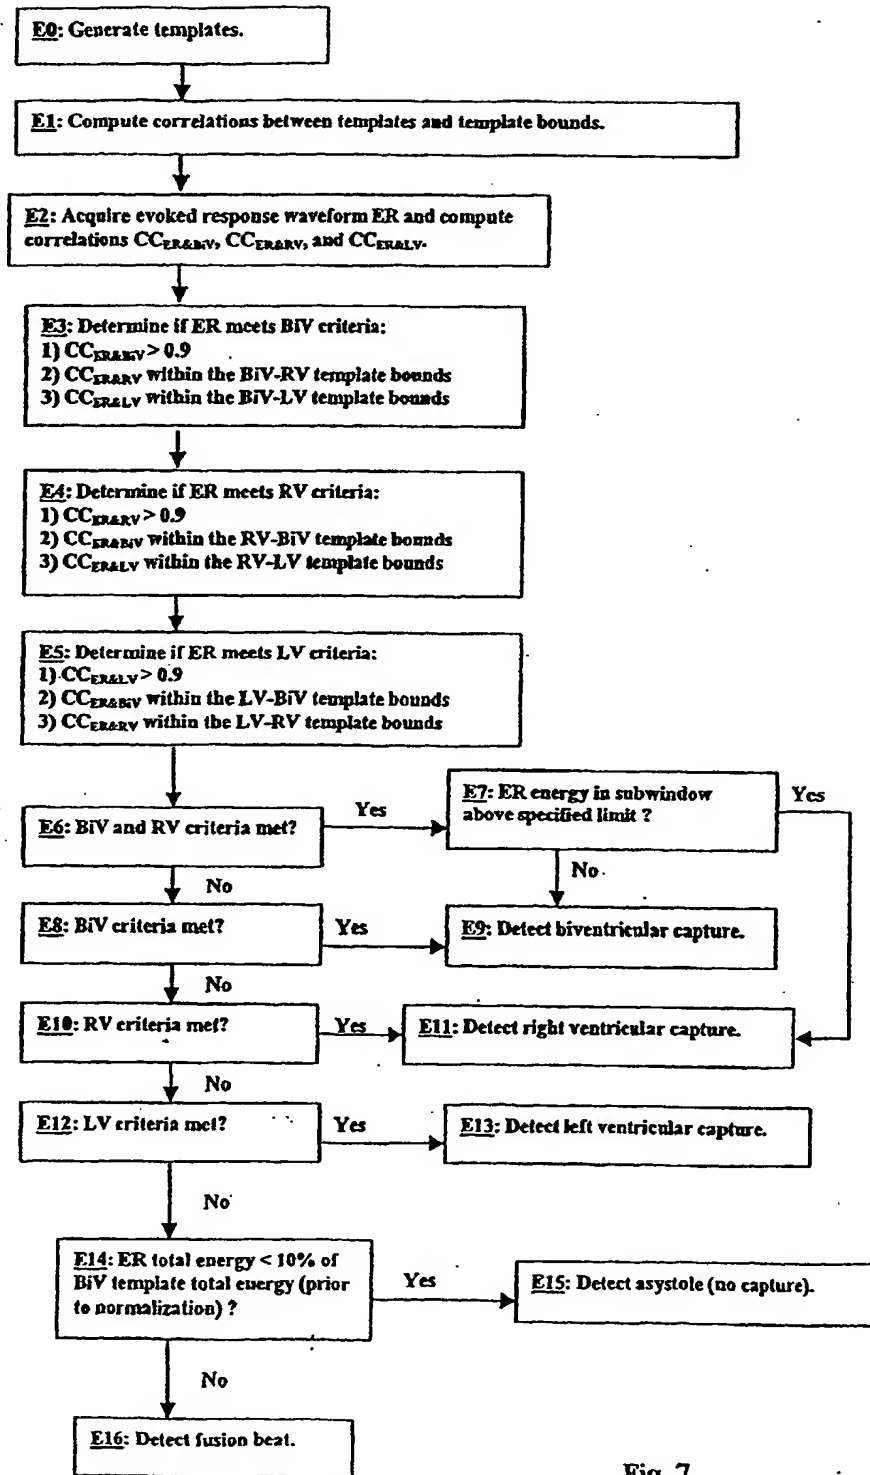 E0: Generate templates.
E1: Compute correlations between templates and template bounds.
E2: Acquire evoked response waveform ER and compute
correlations CCER&BiV, CCER&RV, and CCER&LV.
E3: Determine if ER meets BiV criteria:
1) CCER&BiV > 0.9
2) CCER&RV within the BiV-RV template bounds
3) CCER&LV within the BiV-LV template bounds
E4: Determine if ER meets RV criteria:
1) CCER&RV > 0.9
2) CCER&BiV within the RV-BiV template bounds
3) CCER&LV within the RV-LV template bounds
E5: Determine if ER meets LV criteria:
1) CCER&LV > 0.9
2) CCER&BiV within the LV-BiV template bounds
3) CCER&RV within the LV-RV template bounds
E6: BiV and RV criteria met?
Yes
E7: ER energy in subwindow
above specified limit ?
Yes
No
No
E8: BiV criteria met?
Yes
E9: Detect biventricular capture.
No
E10: RV criteria met?
Yes
E11: Detect right ventricular capture.
No
E12: LV criteria met?
Yes
E13: Detect left ventricular capture.
No
E14: ER total energy < 10% of
BiV template total energy (prior
to normalization) ?
Yes
E15: Detect asystole (no capture).
No
E16: Detect fusion beat.
Fig. 7